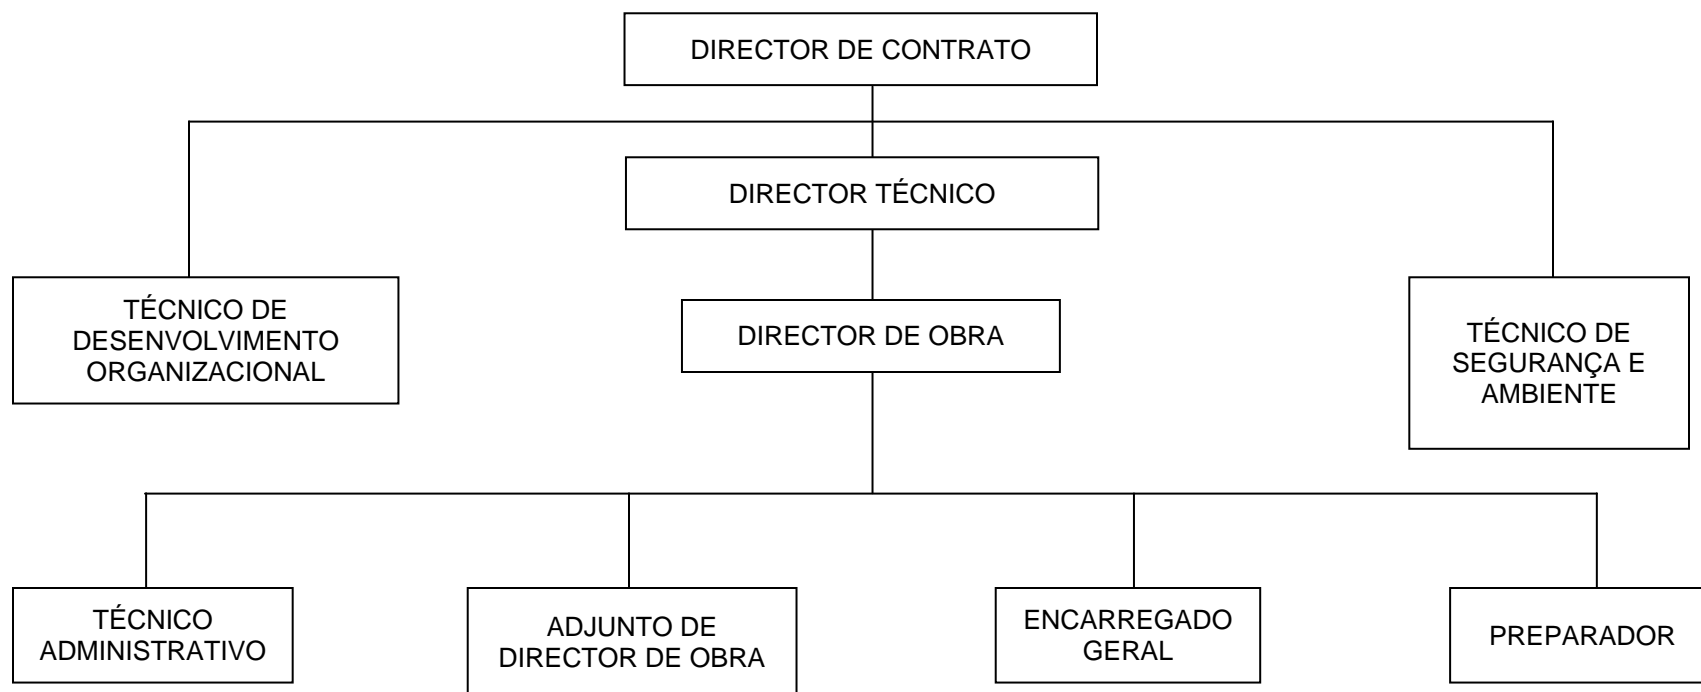 DIRECTOR DE CONTRATO
DIRECTOR TÉCNICO
TÉCNICO DE
DESENVOLVIMENTO
ORGANIZACIONAL
DIRECTOR DE OBRA
TÉCNICO DE
SEGURANÇA E
AMBIENTE
TÉCNICO
ADMINISTRATIVO
ADJUNTO DE
DIRECTOR DE OBRA
ENCARREGADO
GERAL
PREPARADOR